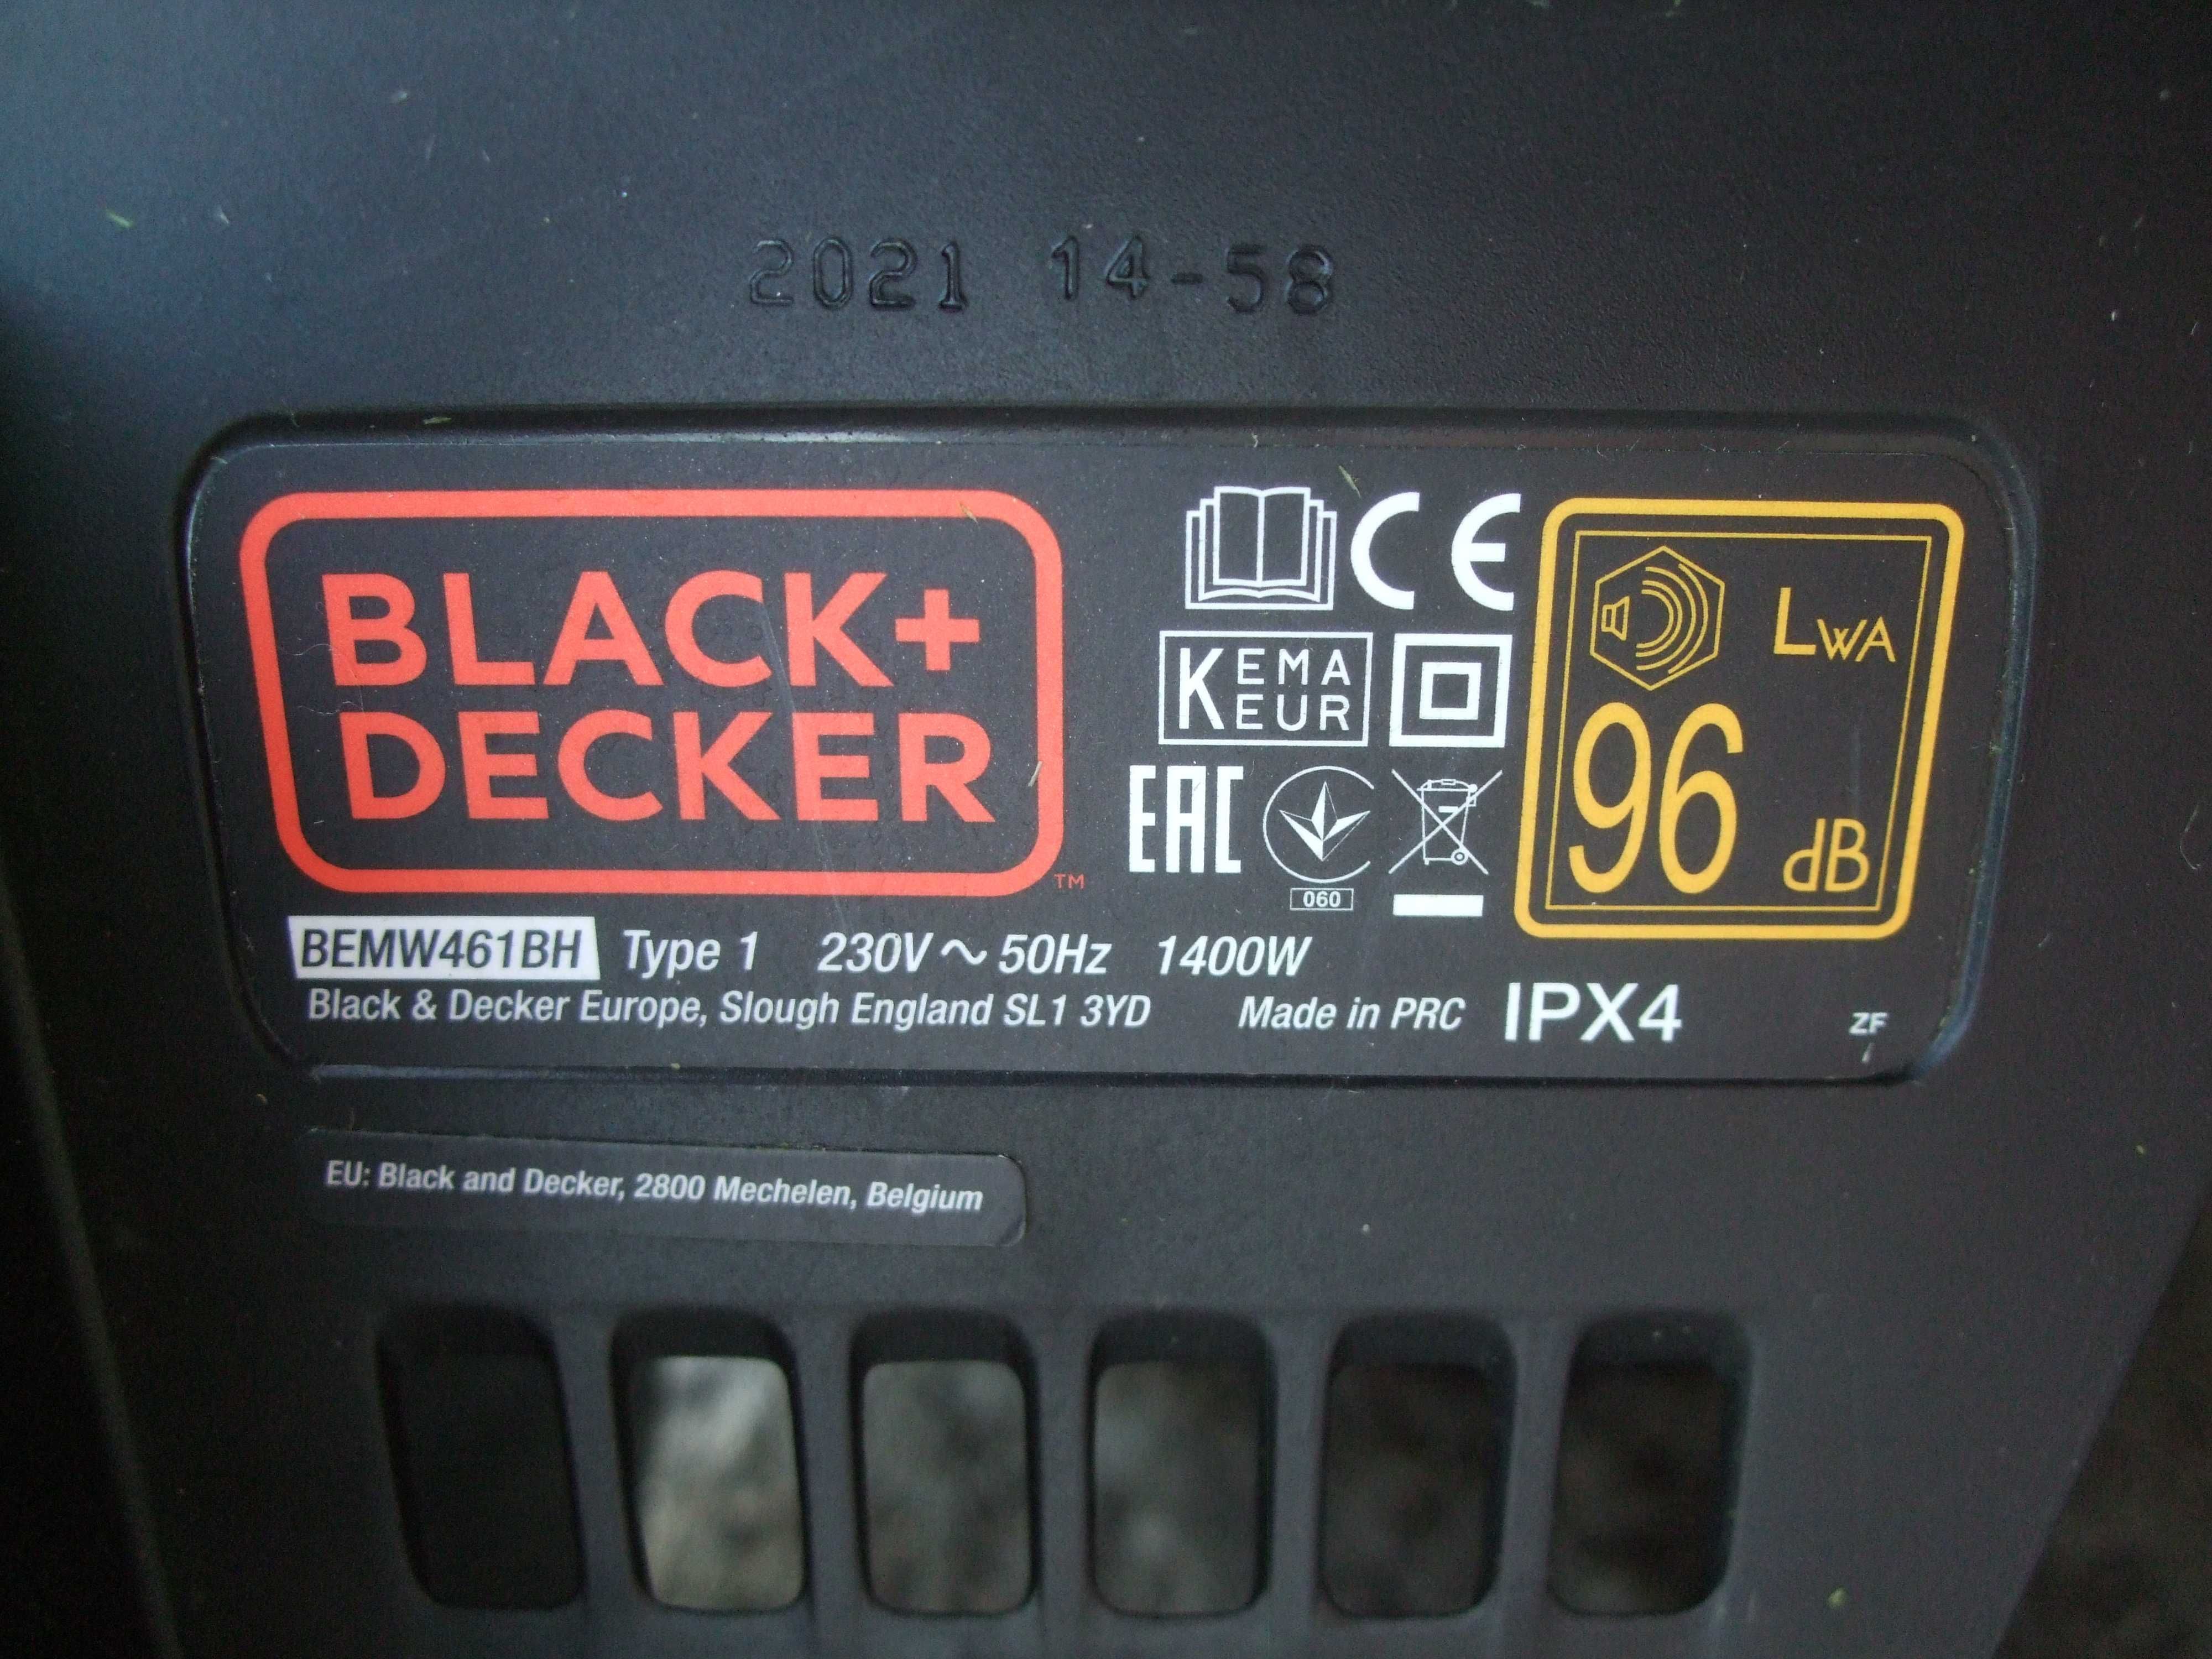 2021 14-58
BLACK+
DECKER
TM
CE
KEMA
EUR
EAC
060
LWA
96
dB
BEMW461BH Type 1 230V ~ 50Hz 1400W
Black & Decker Europe, Slough England SL1 3YD Made in PRC IPX4
ZF
EU: Black and Decker, 2800 Mechelen, Belgium